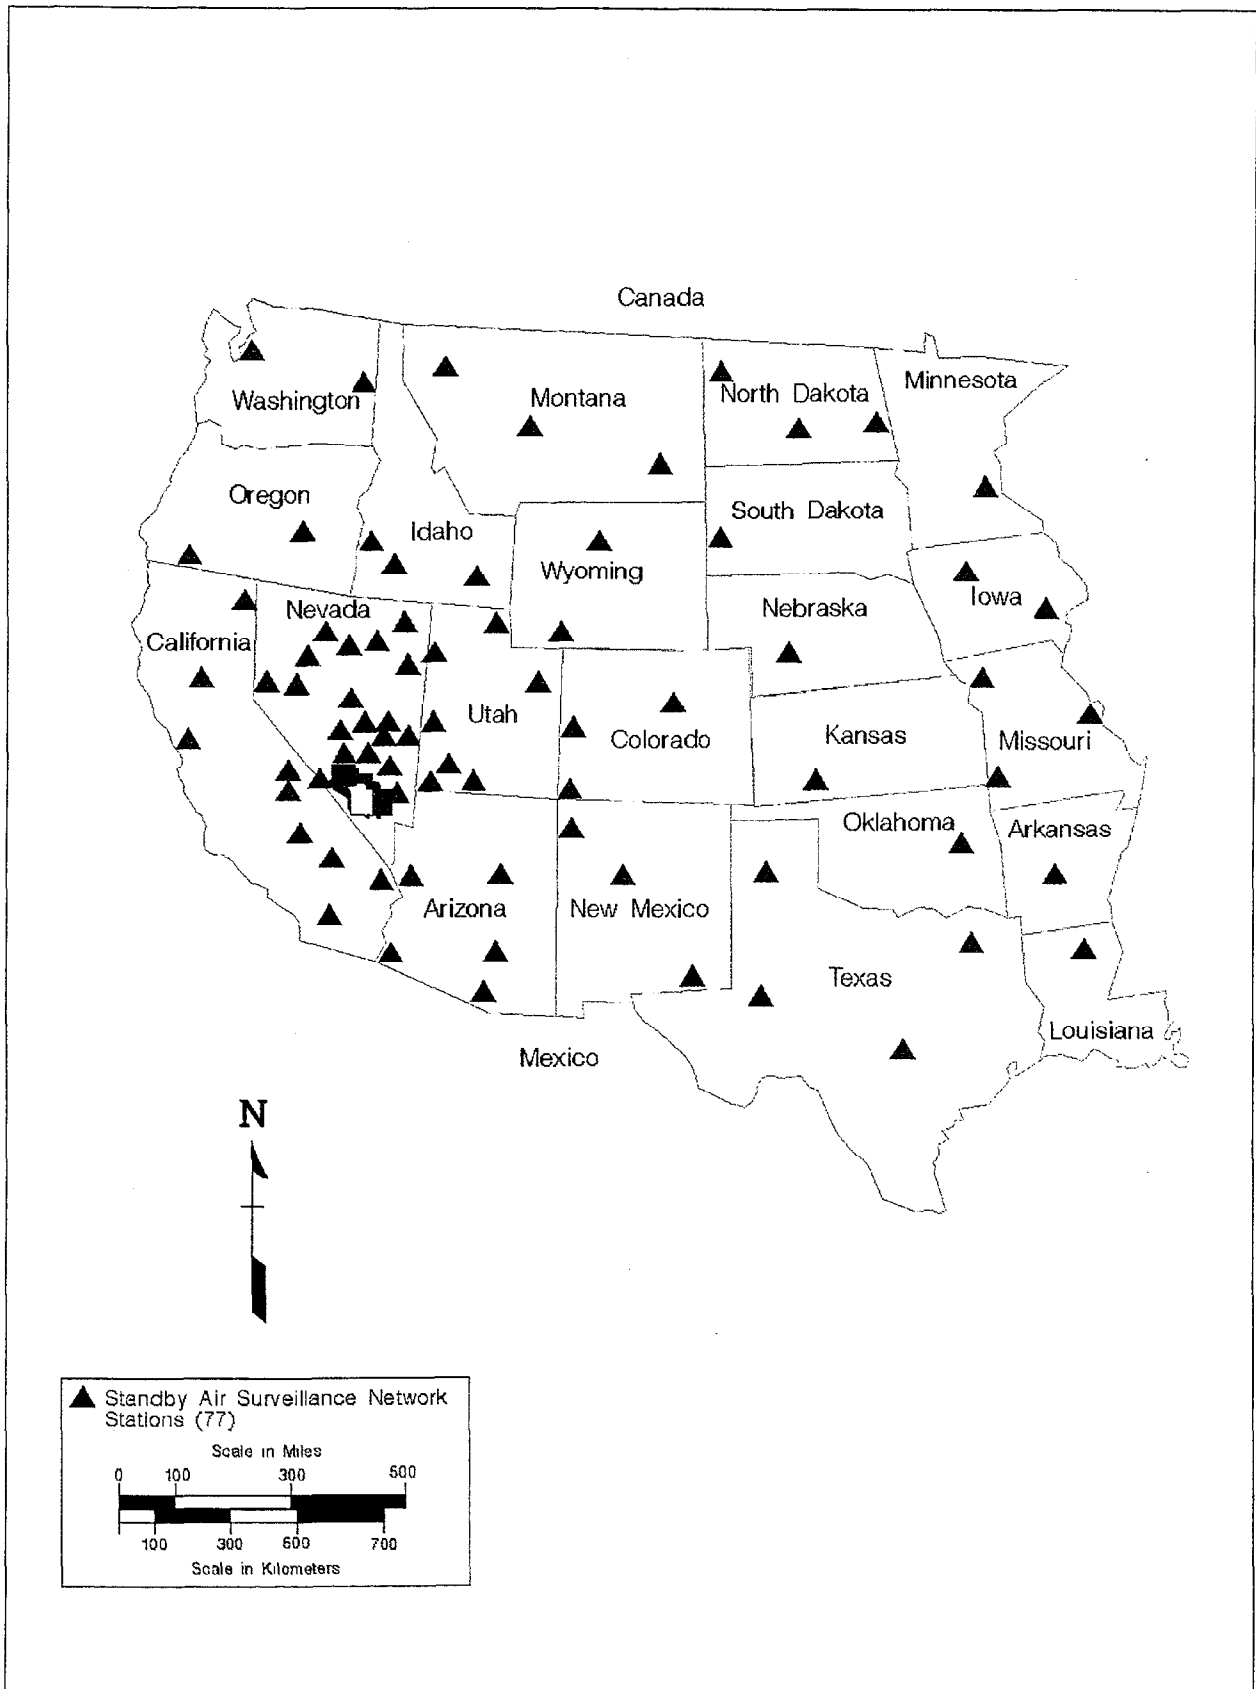 Canada
Washington
Montana
North Dakota
Minnesota
Oregon
Idaho
South Dakota
Wyoming
Nevada
Nebraska
Iowa
California
Utah
Colorado
Kansas
Missouri
Oklahoma
Arkansas
Arizona
New Mexico
Texas
Louisiana
Mexico
N
Standby Air Surveillance Network
Stations (77)
Scale in Miles
0 100 300 500
100 300 600 700
Scale in Kilometers